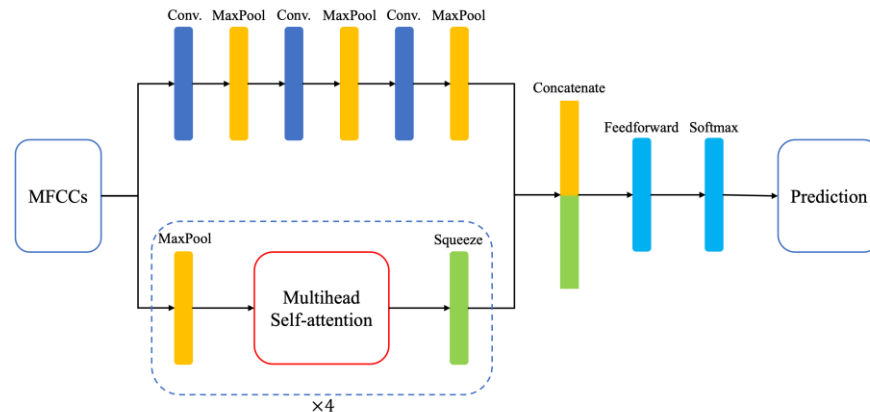 Conv. MaxPool Conv. MaxPool Conv. MaxPool
Concatenate
Feedforward Softmax
MFCCs
Prediction
MaxPool
Squeeze
Multihead
Self-attention
×4